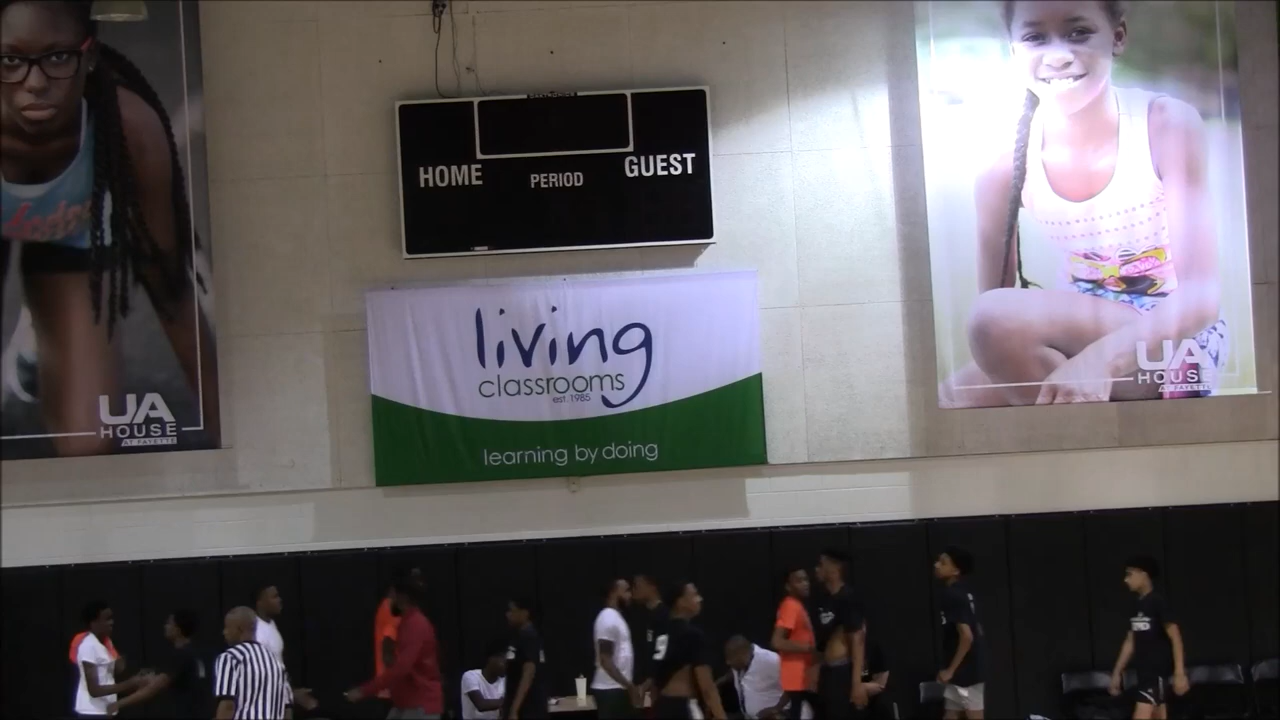 HOME
PERIOD
GUEST
living
classrooms
est. 1985
learning by doing
UA
HOUSE
AT FAYETTE
UA
HOUSE
AT FAYETTE